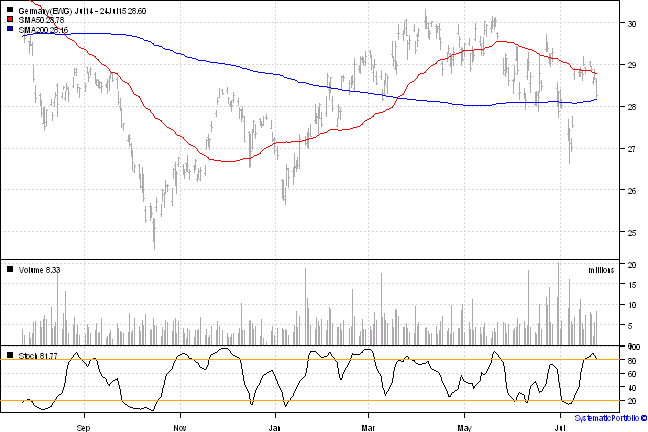 Germany(EWG) Jul14 - 24Jul15 28.60
SMA50 28.78
SMA200 28.16
30
29
28
27
26
25
Volume 8.33
millions
20
15
10
5
0
Stoch 81.77
100
80
60
40
20
Sep
Nov
Jan
Mar
May
Jul
SystematicPortfolio ©